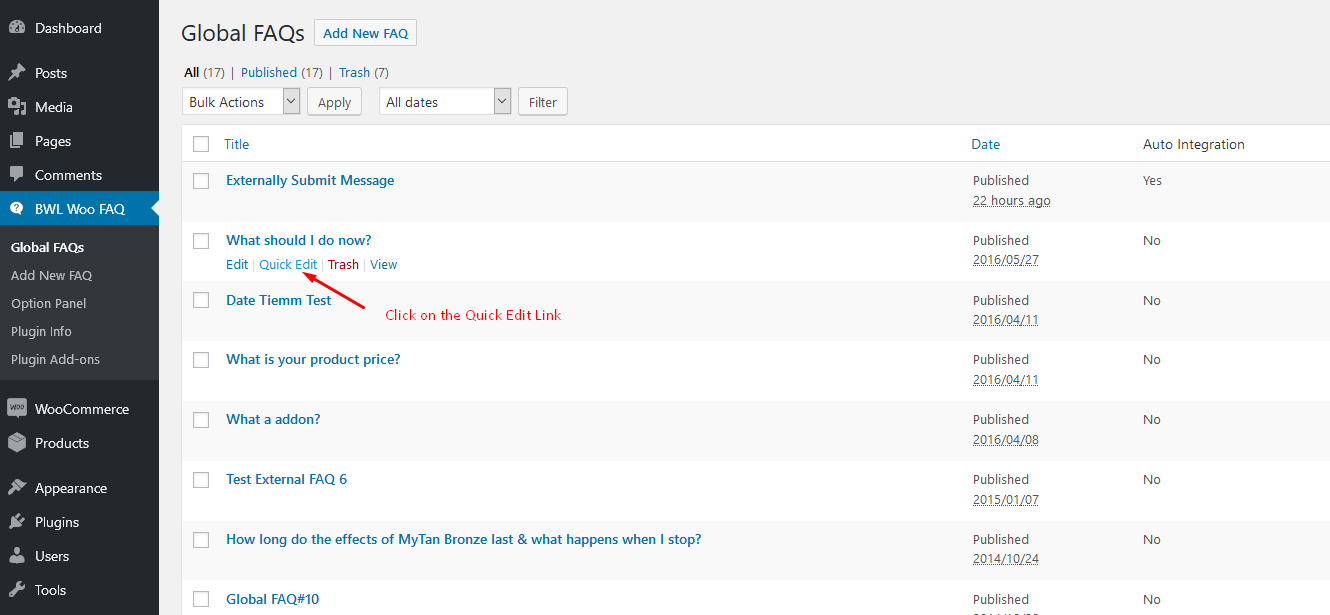 Dashboard
Posts
Media
Pages
Comments
BWL Woo FAQ
Global FAQs
Add New FAQ
Option Panel
Plugin Info
Plugin Add-ons
Woo WooCommerce
Products
Appearance
Plugins
Users
Tools
Global FAQs Add New FAQ
All (17) | Published (17) | Trash (7)
Bulk Actions Apply All dates Filter
Title Date Auto Integration
Externally Submit Message Published Yes
22 hours ago
What should I do now? Published No
Edit | Quick Edit | Trash | View 2016/05/27
Date Tiemm Test Published No
Click on the Quick Edit Link 2016/04/11
What is your product price? Published No
2016/04/11
What a addon? Published No
2016/04/08
Test External FAQ 6 Published No
2015/01/07
How long do the effects of MyTan Bronze last & what happens when I stop? Published No
2014/10/24
Global FAQ#10 Published No